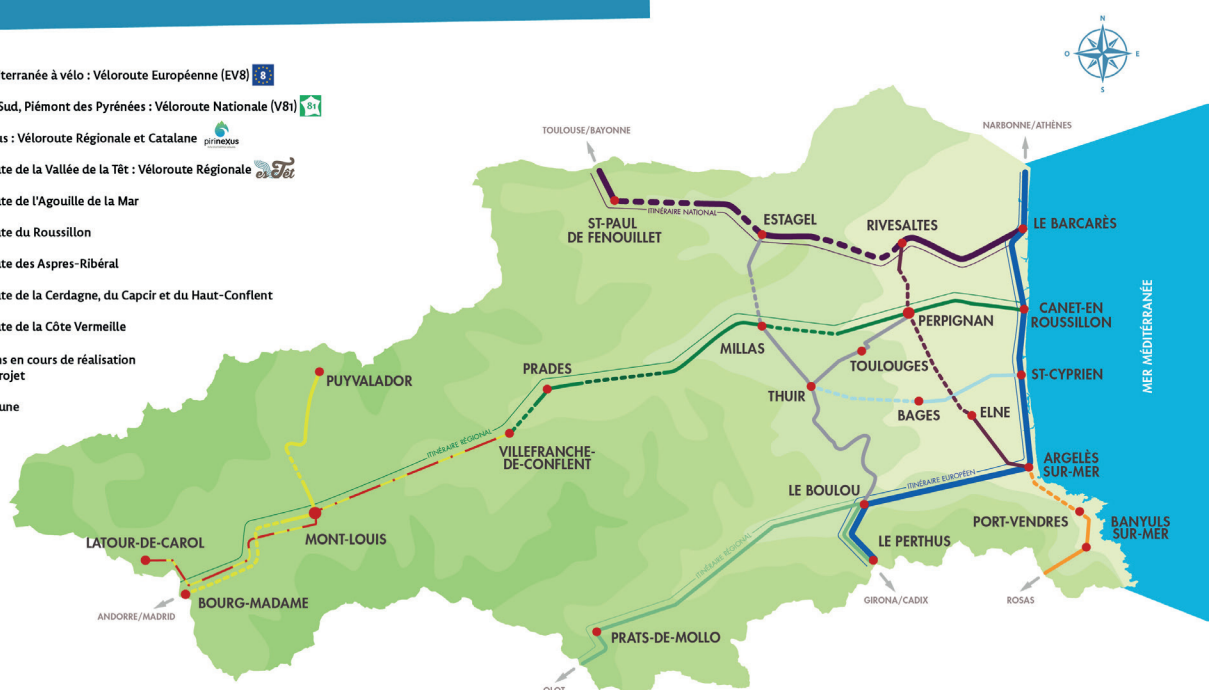 terranée à vélo : Véloroute Européenne (EV8) 8
Sud, Piémont des Pyrénées : Véloroute Nationale (V81) 81
us : Véloroute Régionale et Catalane pirinexus
te de la Vallée de la Têt : Véloroute Régionale esTêt
te de l'Agouille de la Mar
te du Roussillon
te des Aspres-Ribéral
te de la Cerdagne, du Capcir et du Haut-Conflent
te de la Côte Vermeille
ns en cours de réalisation
rojet
une
N
O
E
S
TOULOUSE/BAYONNE
NARBONNE/ATHÈNES
ITINÉRAIRE NATIONAL
ST-PAUL
DE FENOUILLET
ESTAGEL
RIVESALTES
LE BARCARÈS
MER MÉDITERRANÉE
CANET-EN
ROUSSILLON
PERPIGNAN
MILLAS
TOULOUGES
PRADES
PUYVALADOR
THUIR
ST-CYPRIEN
BAGES
ELNE
ITINÉRAIRE RÉGIONAL
VILLEFRANCHE-
DE-CONFLENT
ARGELÈS
SUR-MER
ITINÉRAIRE EUROPÉEN
LE BOULOU
PORT-VENDRES
BANYULS
SUR-MER
MONT-LOUIS
LATOUR-DE-CAROL
LE PERTHUS
ITINÉRAIRE RÉGIONAL
BOURG-MADAME
ANDORRE/MADRID
GIRONA/CADIX
ROSAS
PRATS-DE-MOLLO